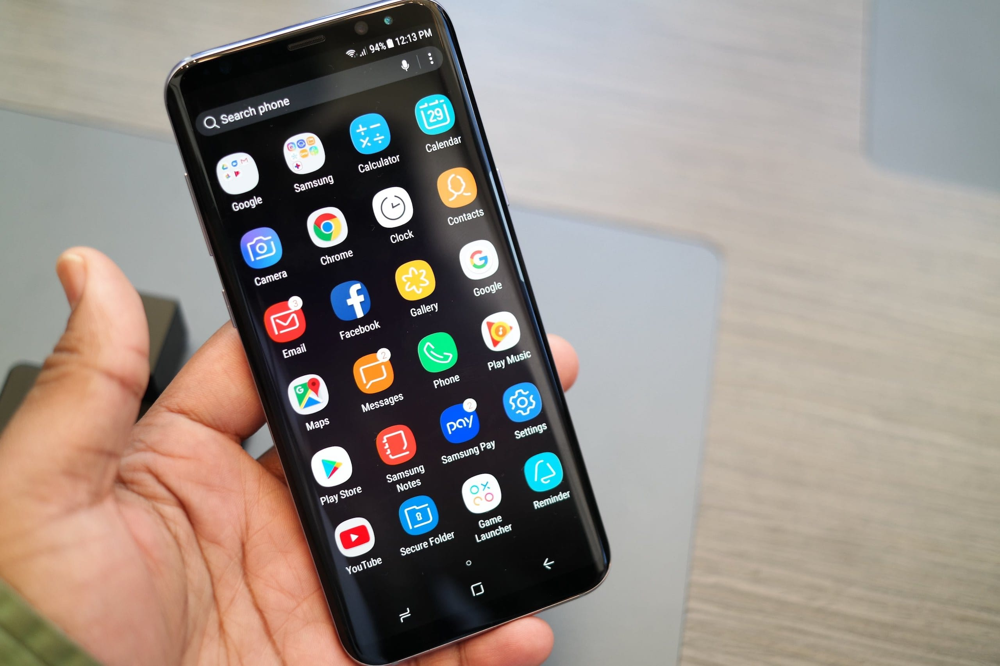 94% 12:13 PM
Search phone
Google
Samsung
Calculator
29
Calendar
Camera
Chrome
Clock
Contacts
3
Email
f
Facebook
Gallery
G
Google
G
Maps
2
Messages
Phone
Play Music
Play Store
Samsung
Notes
pay
2
Samsung Pay
Settings
YouTube
Secure Folder
Game
Launcher
Reminder